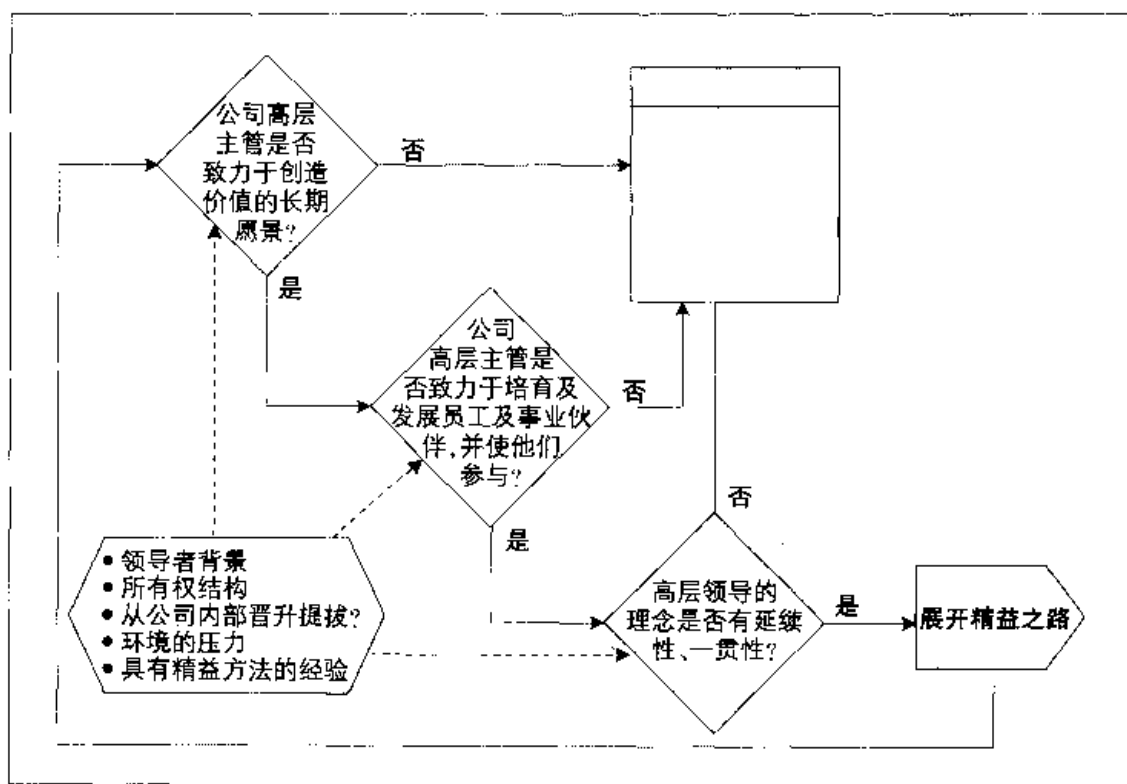 公司高层
主管是否
致力于创造
价值的长期
愿景?
否
是
公司
高层主管是
否致力于培育及
发展员工及事业伙
伴,并使他们
参与?
否
是
否
• 领导者背景
• 所有权结构
• 从公司内部晋升提拔?
• 环境的压力
• 具有精益方法的经验
高层领导的
理念是否有延续
性、一贯性?
是
展开精益之路